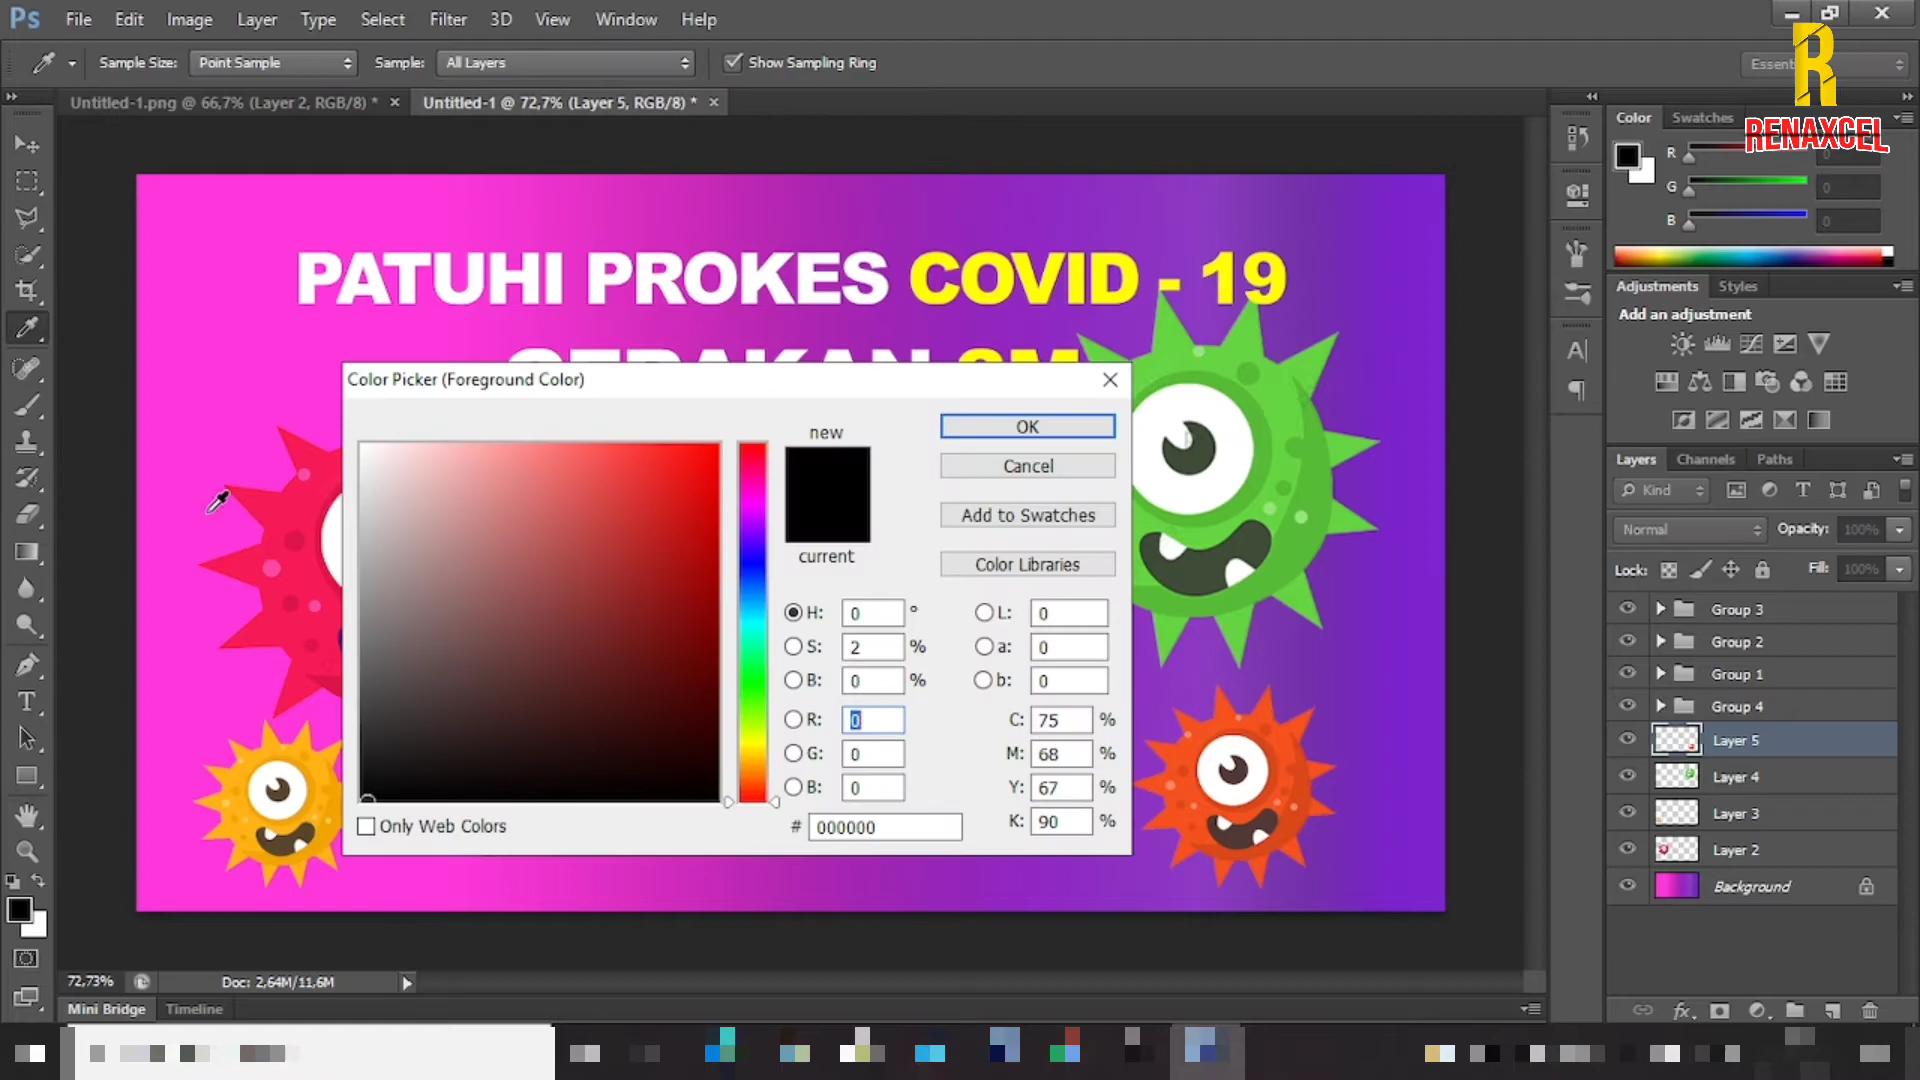 Ps File Edit Image Layer Type Select Filter 3D View Window Help
Sample Size: Point Sample Sample: All Layers Show Sampling Ring
R
RENAXCEL
Untitled-1.png @ 66,7% (Layer 2, RGB/8) * × Untitled-1 @ 72,7% (Layer 5, RGB/8) * ×
Color Swatches
R 0
G 0
B 0
Adjustments Styles
Add an adjustment
PATUHI PROKES COVID - 19
GERAKAN 3M
Color Picker (Foreground Color)
new
current
OK
Cancel
Add to Swatches
Color Libraries
H: 0 °
S: 2 %
B: 0 %
R: 0
G: 0
B: 0
# 000000
L: 0
a: 0
b: 0
C: 75 %
M: 68 %
Y: 67 %
K: 90 %
Only Web Colors
Layers Channels Paths
Kind
Normal Opacity: 100%
Lock: Fill: 100%
Group 3
Group 2
Group 1
Group 4
Layer 5
Layer 4
Layer 3
Layer 2
Background
72,73% Doc: 2,64M/11,6M
Mini Bridge Timeline